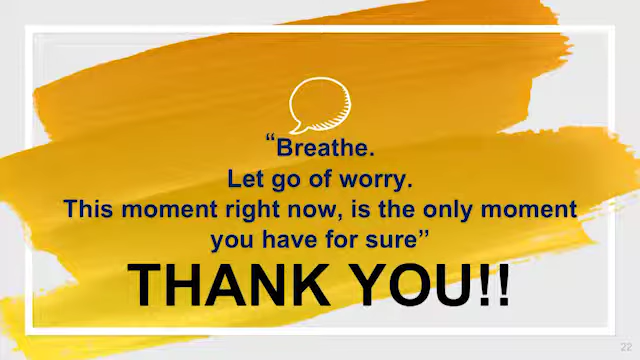 “Breathe.
Let go of worry.
This moment right now, is the only moment
you have for sure”
THANK YOU!!
22